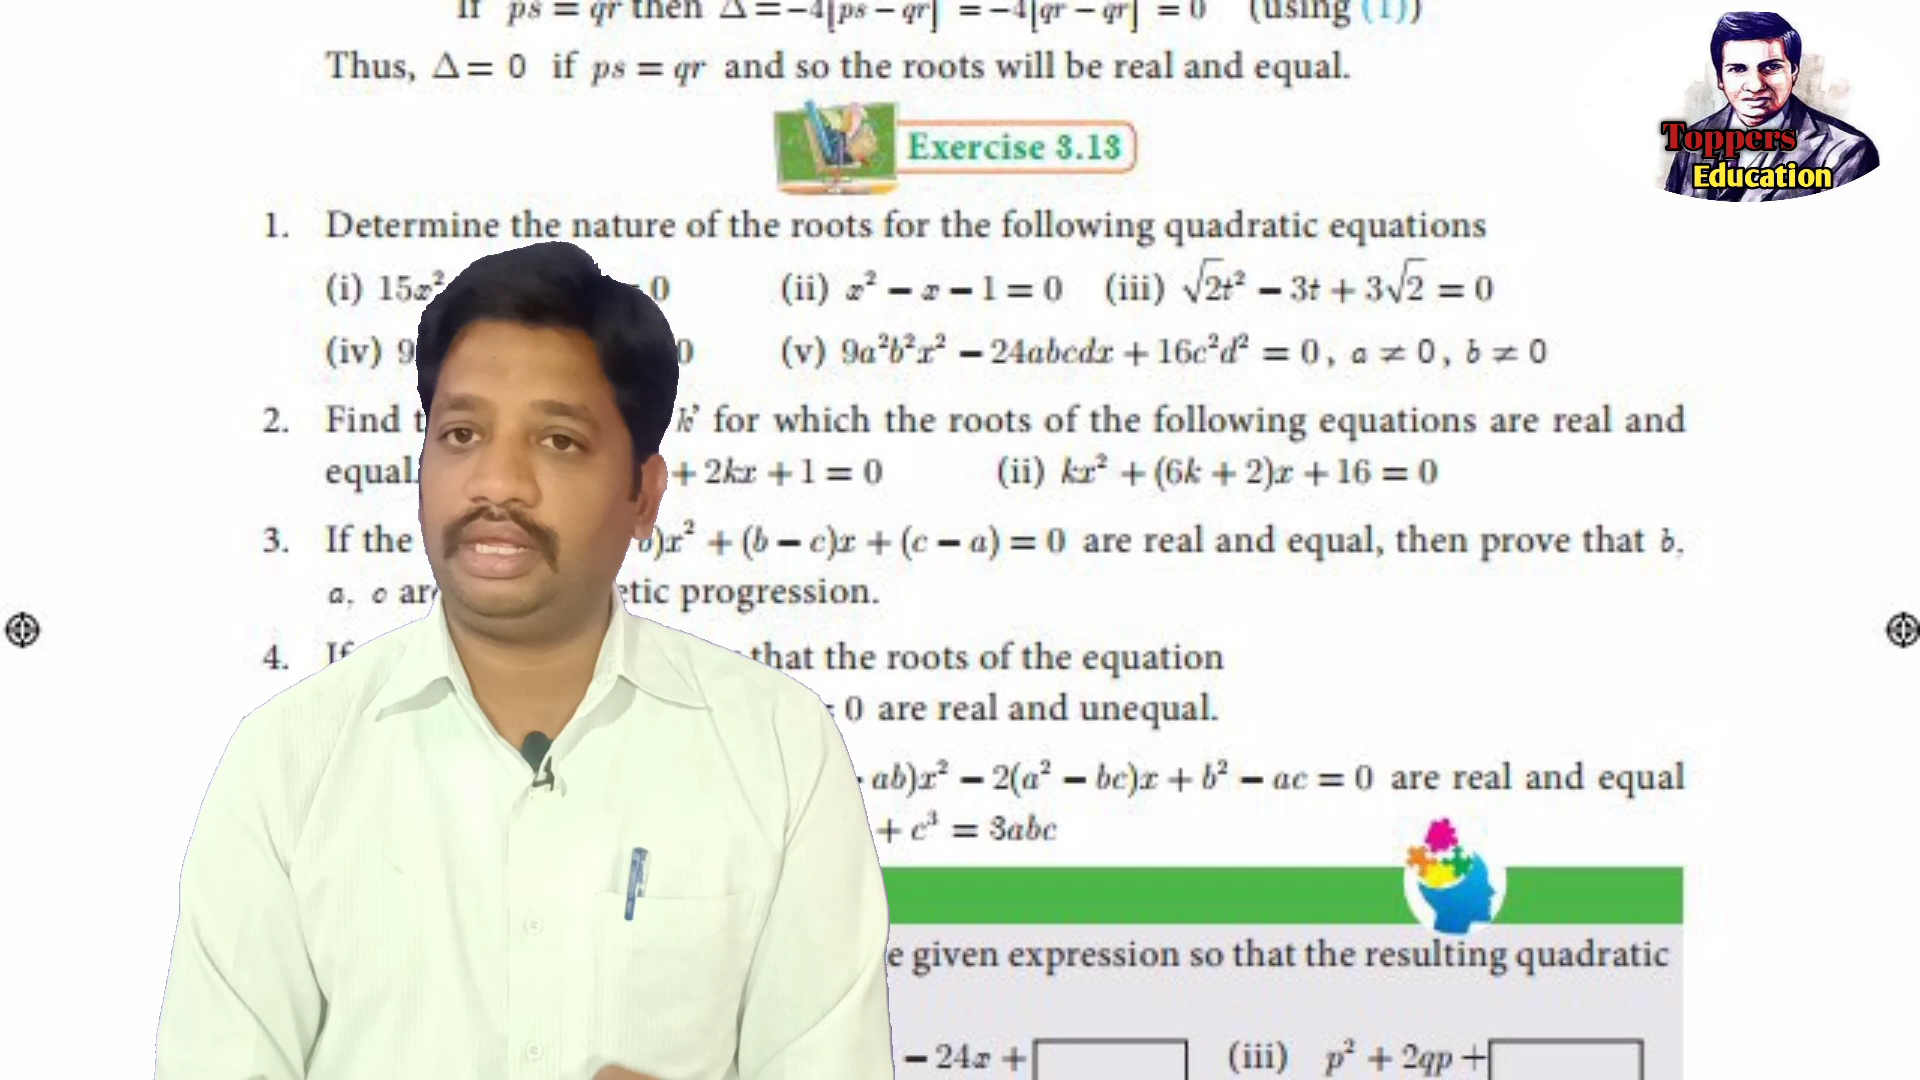 If ps = qr then Δ = −4[ps − qr] = −4[qr − qr] = 0 (using (1))
Thus, Δ = 0 if ps = qr and so the roots will be real and equal.
Toppers
Education
Exercise 3.13
1. Determine the nature of the roots for the following quadratic equations
(i) 15x² 0 (ii) x² − x − 1 = 0 (iii) √2t² − 3t + 3√2 = 0
(iv) 9 0 (v) 9a²b²x² − 24abcdx + 16c²d² = 0, a ≠ 0, b ≠ 0
2. Find k’ for which the roots of the following equations are real and
equal. + 2kx + 1 = 0 (ii) kx² + (6k + 2)x + 16 = 0
3. If the )x² + (b − c)x + (c − a) = 0 are real and equal, then prove that b,
a, c progression.
4. If that the roots of the equation
= 0 are real and unequal.
ab)x² − 2(a² − bc)x + b² − ac = 0 are real and equal
+ c³ = 3abc
given expression so that the resulting quadratic
− 24x + (iii) p² + 2qp +